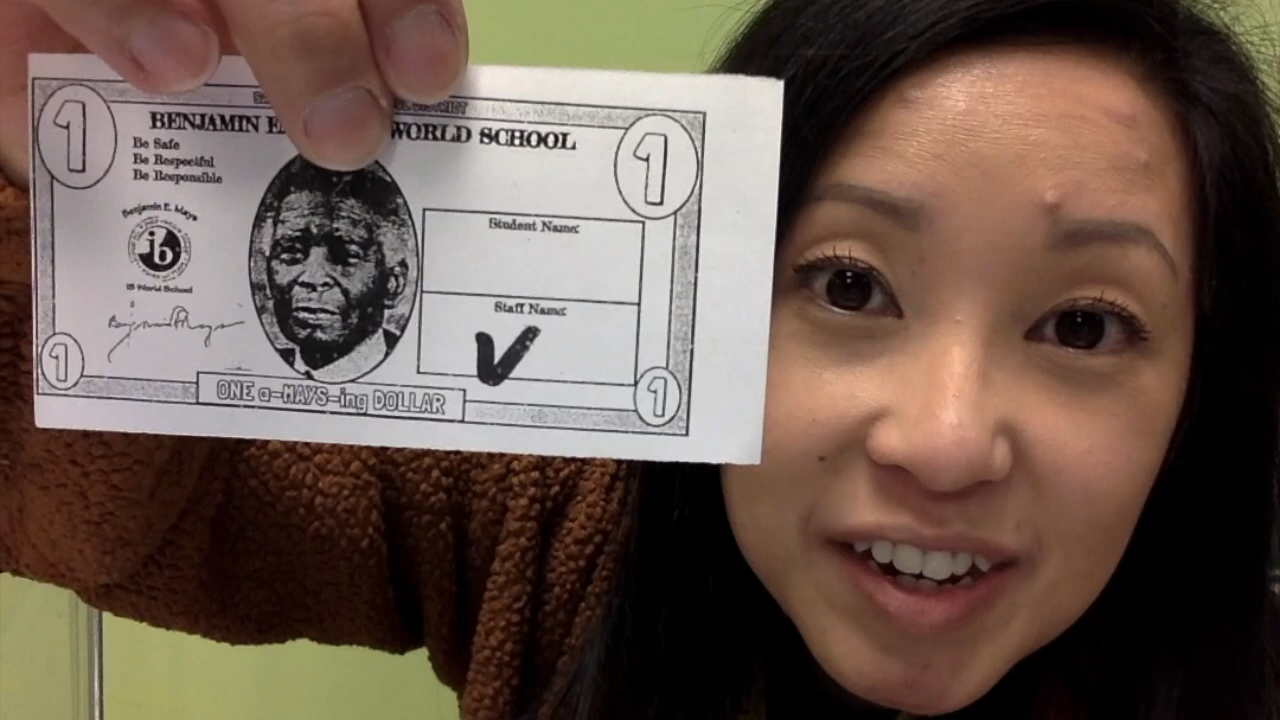 1
BENJAMIN E. WORLD SCHOOL
1
Be Safe
Be Respectful
Be Responsible
Benjamin E. Mays
ib
IB World School
Student Name:
Staff Name:
V
1
ONE a-MAYS-ing DOLLAR
1